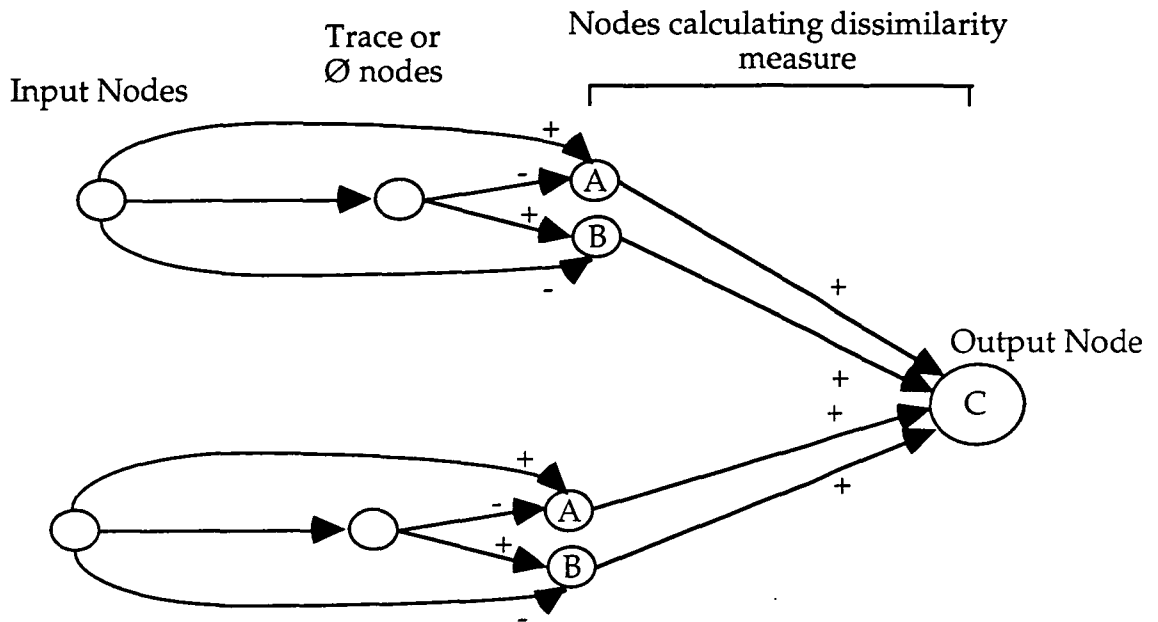 Nodes calculating dissimilarity
measure
Trace or
Ø nodes
Input Nodes
+
-
A
+
B
-
+
Output Node
+
C
+
+
-
A
+
+
B
-